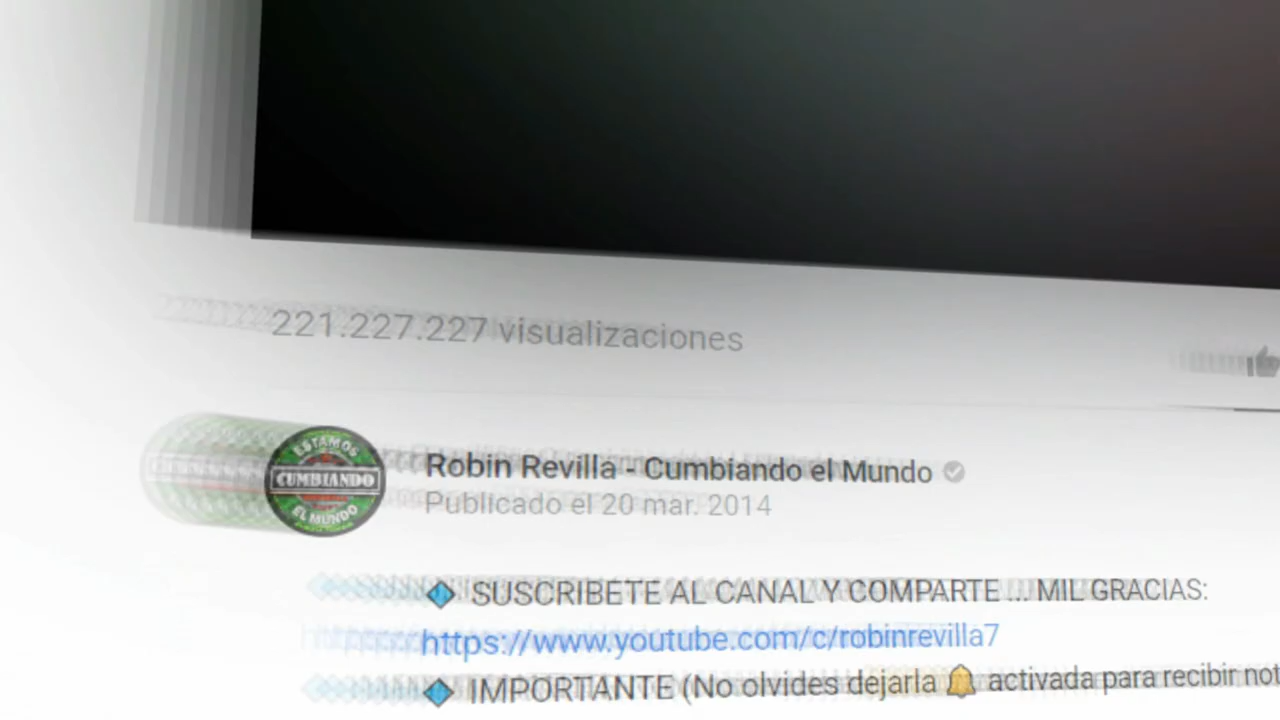 221.227.227 visualizaciones
ESTAMOS
CUMBIANDO
EL MUNDO
Robin Revilla - Cumbiando el Mundo
Publicado el 20 mar. 2014
SUSCRIBETE AL CANAL Y COMPARTE ... MIL GRACIAS:
https://www.youtube.com/c/robinrevilla7
IMPORTANTE (No olvides dejarla 🔔 activada para recibir not